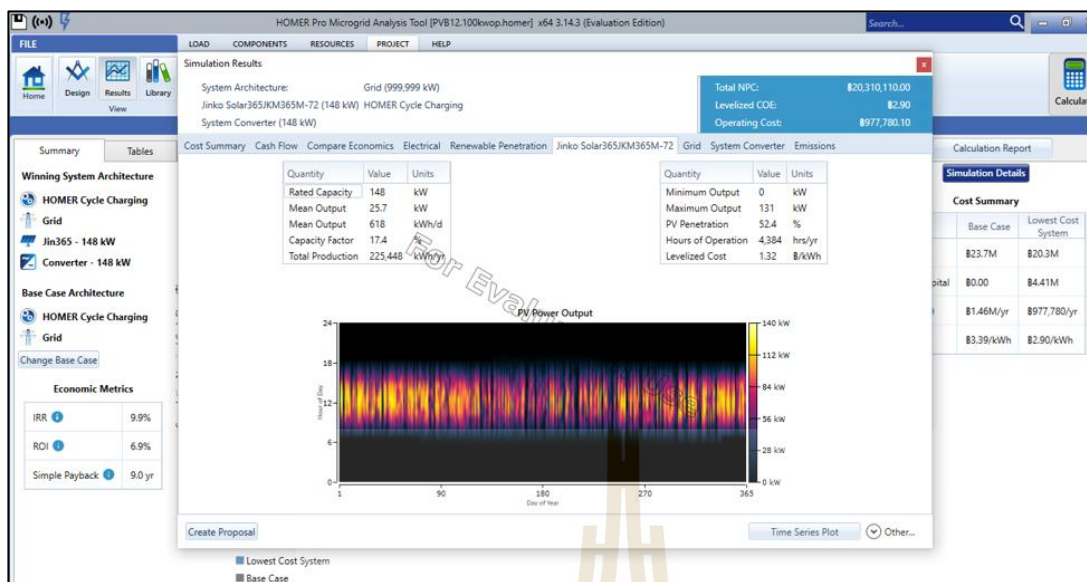 HOMER Pro Microgrid Analysis Tool [PVB12.100kwop.homer] x64 3.14.3 (Evaluation Edition)
Search...
FILE
LOAD COMPONENTS RESOURCES PROJECT HELP
Home
Design
Results
Library
View
Calculat
Summary
Tables
Calculation Report
Simulation Details
Winning System Architecture
HOMER Cycle Charging
Grid
Jin365 - 148 kW
Converter - 148 kW
Base Case Architecture
HOMER Cycle Charging
Grid
Change Base Case
Economic Metrics
IRR 9.9%
ROI 6.9%
Simple Payback 9.0 yr
Simulation Results
System Architecture: Grid (999,999 kW)
Jinko Solar365JKM365M-72 (148 kW) HOMER Cycle Charging
System Converter (148 kW)
Total NPC: ฿20,310,110.00
Levelized COE: ฿2.90
Operating Cost: ฿977,780.10
Cost Summary Cash Flow Compare Economics Electrical Renewable Penetration Jinko Solar365JKM365M-72 Grid System Converter Emissions
Quantity Value Units
Rated Capacity 148 kW
Mean Output 25.7 kW
Mean Output 618 kWh/d
Capacity Factor 17.4 %
Total Production 225,448 kWh/yr
Quantity Value Units
Minimum Output 0 kW
Maximum Output 131 kW
PV Penetration 52.4 %
Hours of Operation 4,384 hrs/yr
Levelized Cost 1.32 ฿/kWh
For
PV Power Output
24
18
12
6
0
Hour of Day
1 90 180 270 365
Day of Year
140 kW
112 kW
84 kW
56 kW
28 kW
0 kW
Create Proposal
Time Series Plot
Other...
Cost Summary
Base Case Lowest Cost System
฿23.7M ฿20.3M
pital ฿0.00 ฿4.41M
฿1.46M/yr ฿977,780/yr
฿3.39/kWh ฿2.90/kWh
Lowest Cost System
Base Case